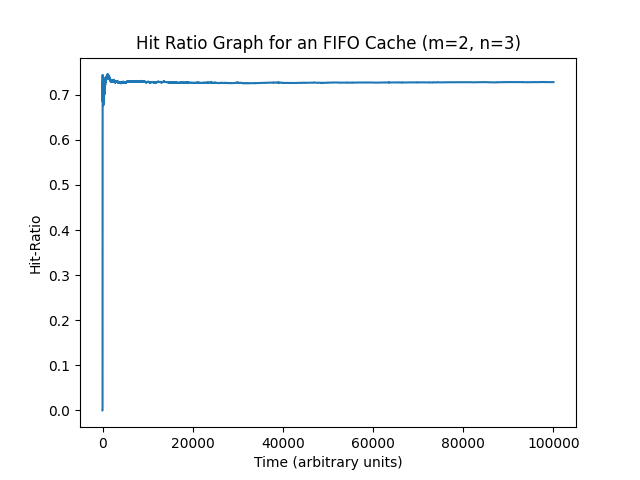 Hit Ratio Graph for an FIFO Cache (m=2, n=3)
0.7
0.6
0.5
0.4
0.3
0.2
0.1
0.0
Hit-Ratio
0 20000 40000 60000 80000 100000
Time (arbitrary units)